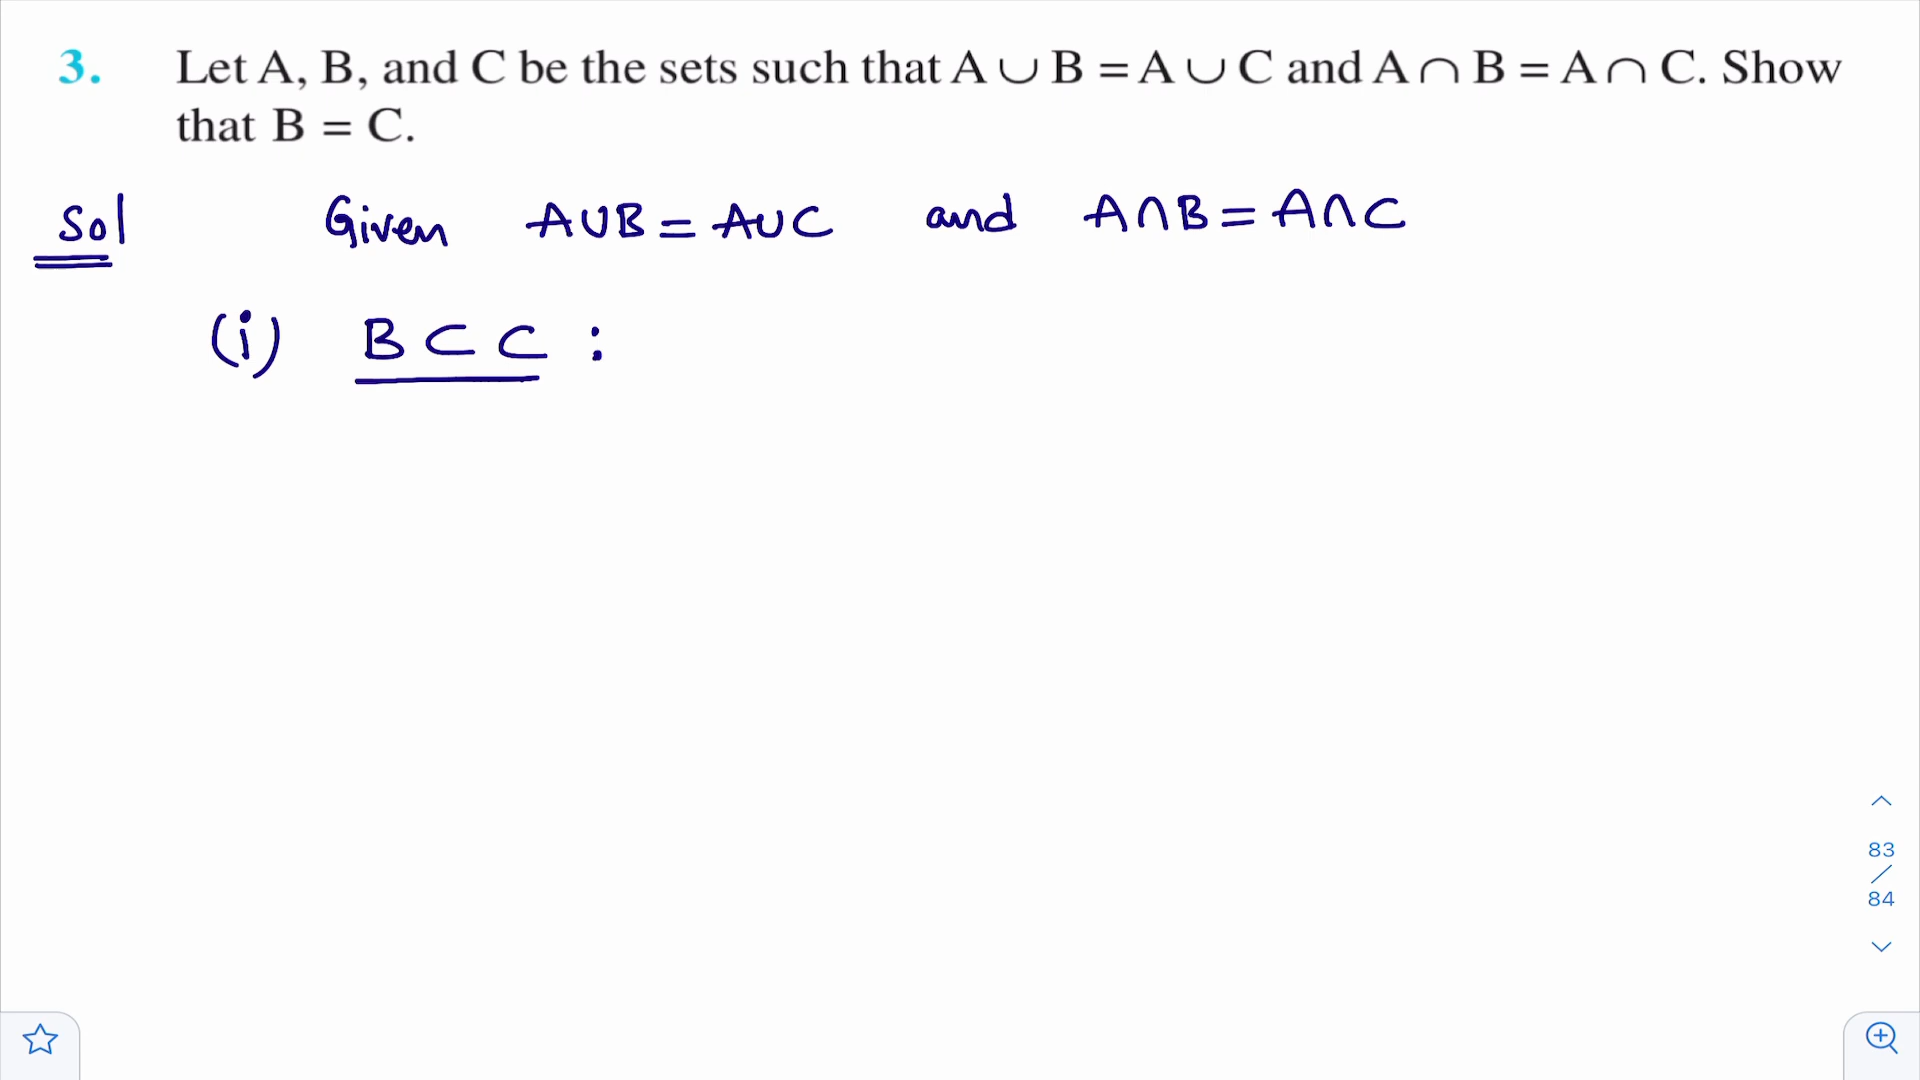 3. Let A, B, and C be the sets such that A ∪ B = A ∪ C and A ∩ B = A ∩ C. Show
that B = C.
Sol Given A∪B = A∪C and A∩B = A∩C
(i) B ⊂ C :
83
/
84